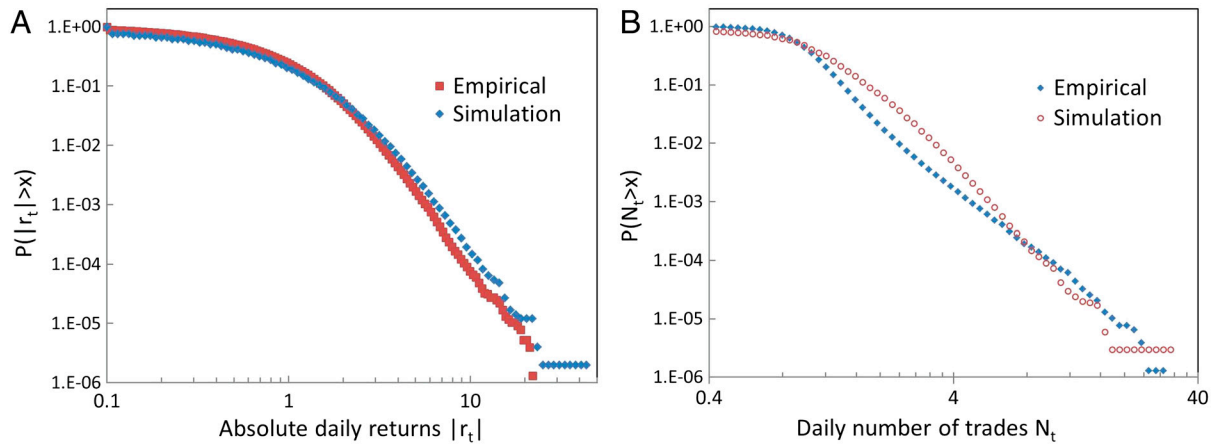 A
P(|r_t|>x)
1.E+00
1.E-01
1.E-02
1.E-03
1.E-04
1.E-05
1.E-06
0.1
1
10
Empirical
Simulation
Absolute daily returns |r_t|
B
P(N_t>x)
1.E+00
1.E-01
1.E-02
1.E-03
1.E-04
1.E-05
1.E-06
0.4
4
40
Empirical
Simulation
Daily number of trades N_t